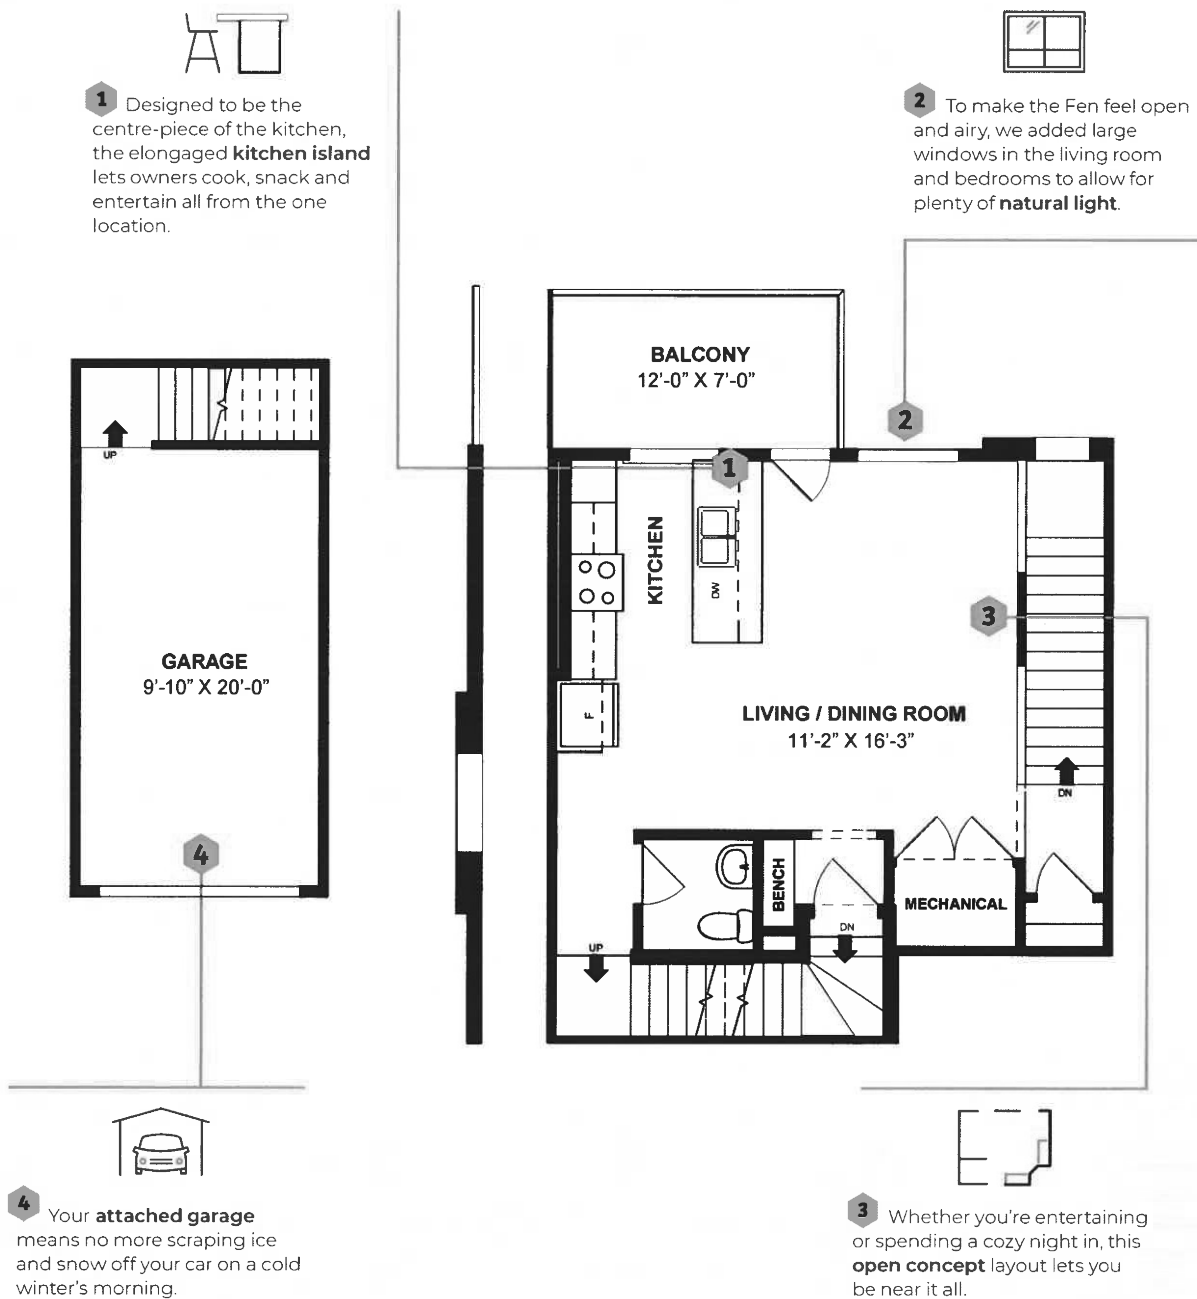 1 Designed to be the
centre-piece of the kitchen,
the elongaged kitchen island
lets owners cook, snack and
entertain all from the one
location.
2 To make the Fen feel open
and airy, we added large
windows in the living room
and bedrooms to allow for
plenty of natural light.
BALCONY
12'-0" X 7'-0"
2
UP
1
KITCHEN
DW
3
GARAGE
9'-10" X 20'-0"
F
LIVING / DINING ROOM
11'-2" X 16'-3"
DN
4
BENCH
MECHANICAL
DN
UP
4 Your attached garage
means no more scraping ice
and snow off your car on a cold
winter's morning.
3 Whether you're entertaining
or spending a cozy night in, this
open concept layout lets you
be near it all.